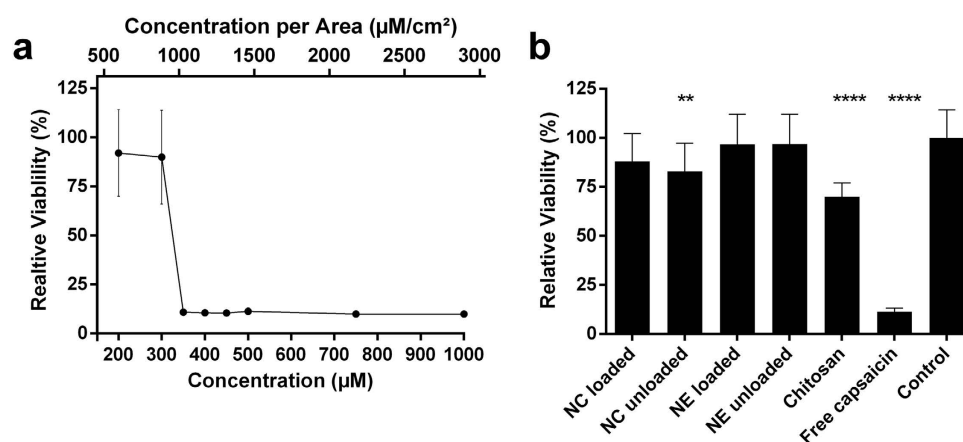 a
Concentration per Area (µM/cm²)
500 1000 1500 2000 2500 3000
Realtive Viablility (%)
125
100
75
50
25
0
200 300 400 500 600 700 800 900 1000
Concentration (µM)
b
Relative Viability (%)
125
100
75
50
25
0
** **** ****
NC loaded
NC unloaded
NE loaded
NE unloaded
Chitosan
Free capsaicin
Control